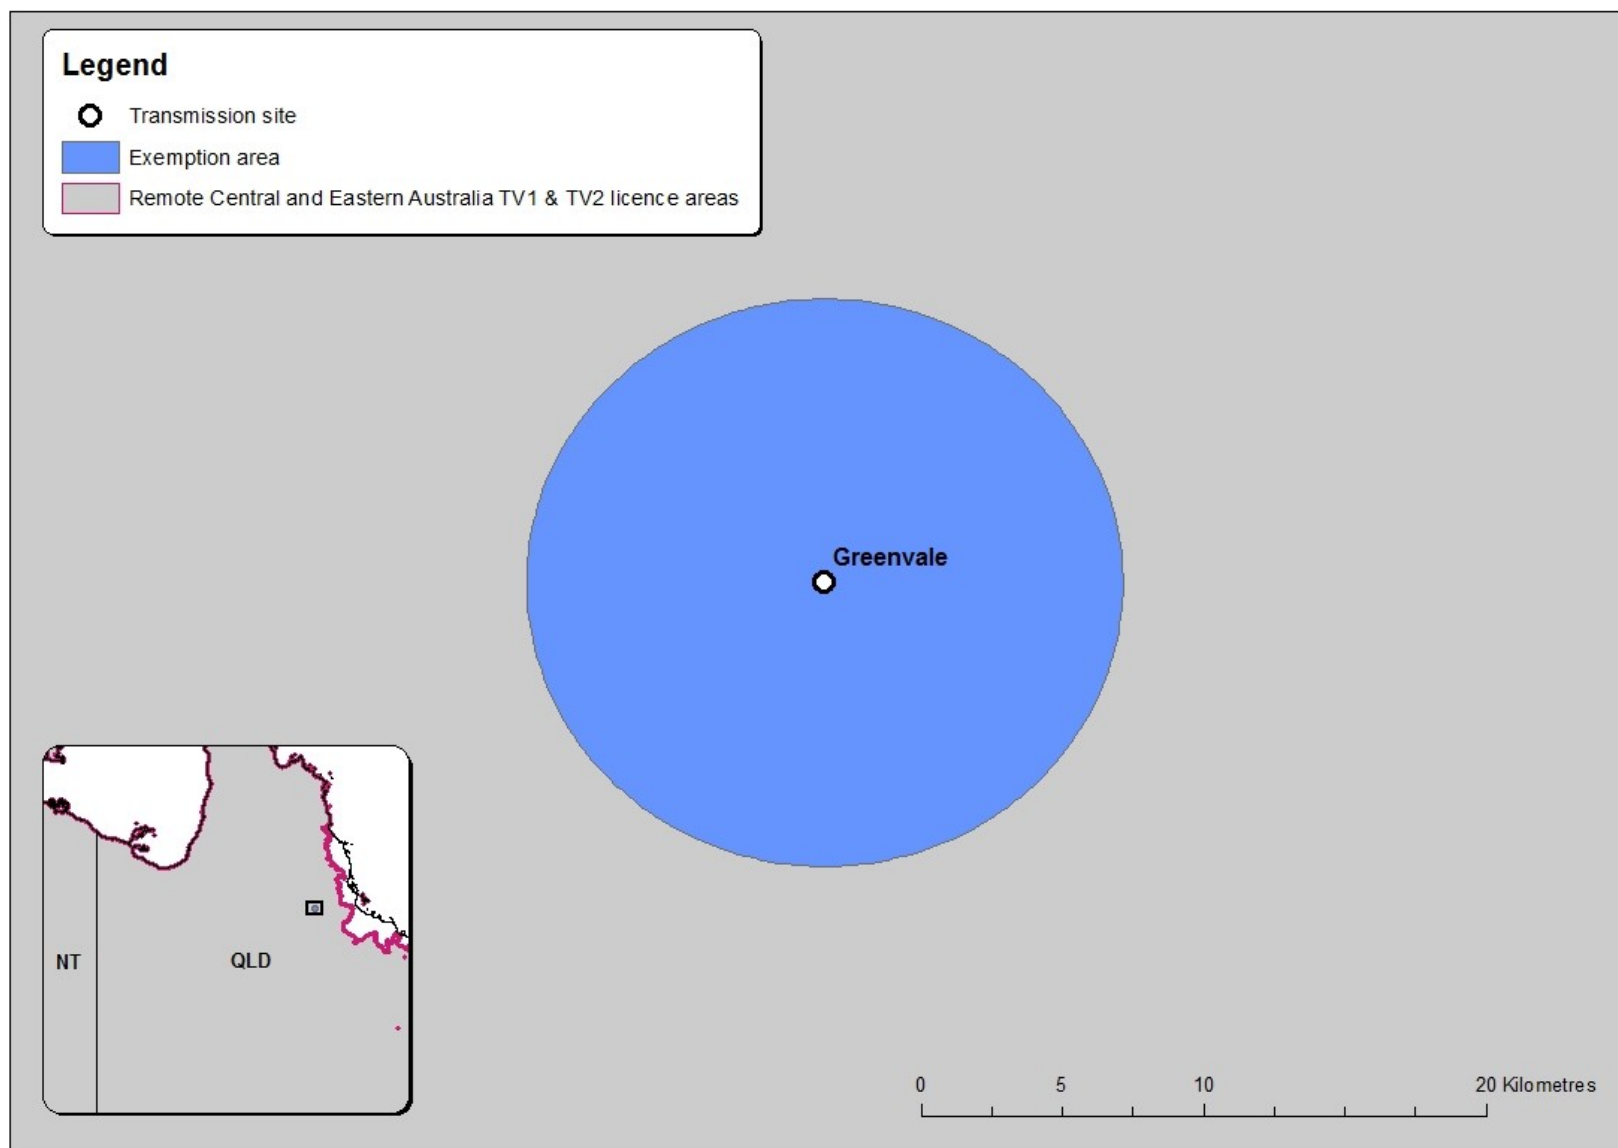 Legend
Transmission site
Exemption area
Remote Central and Eastern Australia TV1 & TV2 licence areas
Greenvale
NT
QLD
0 5 10 20 Kilometres